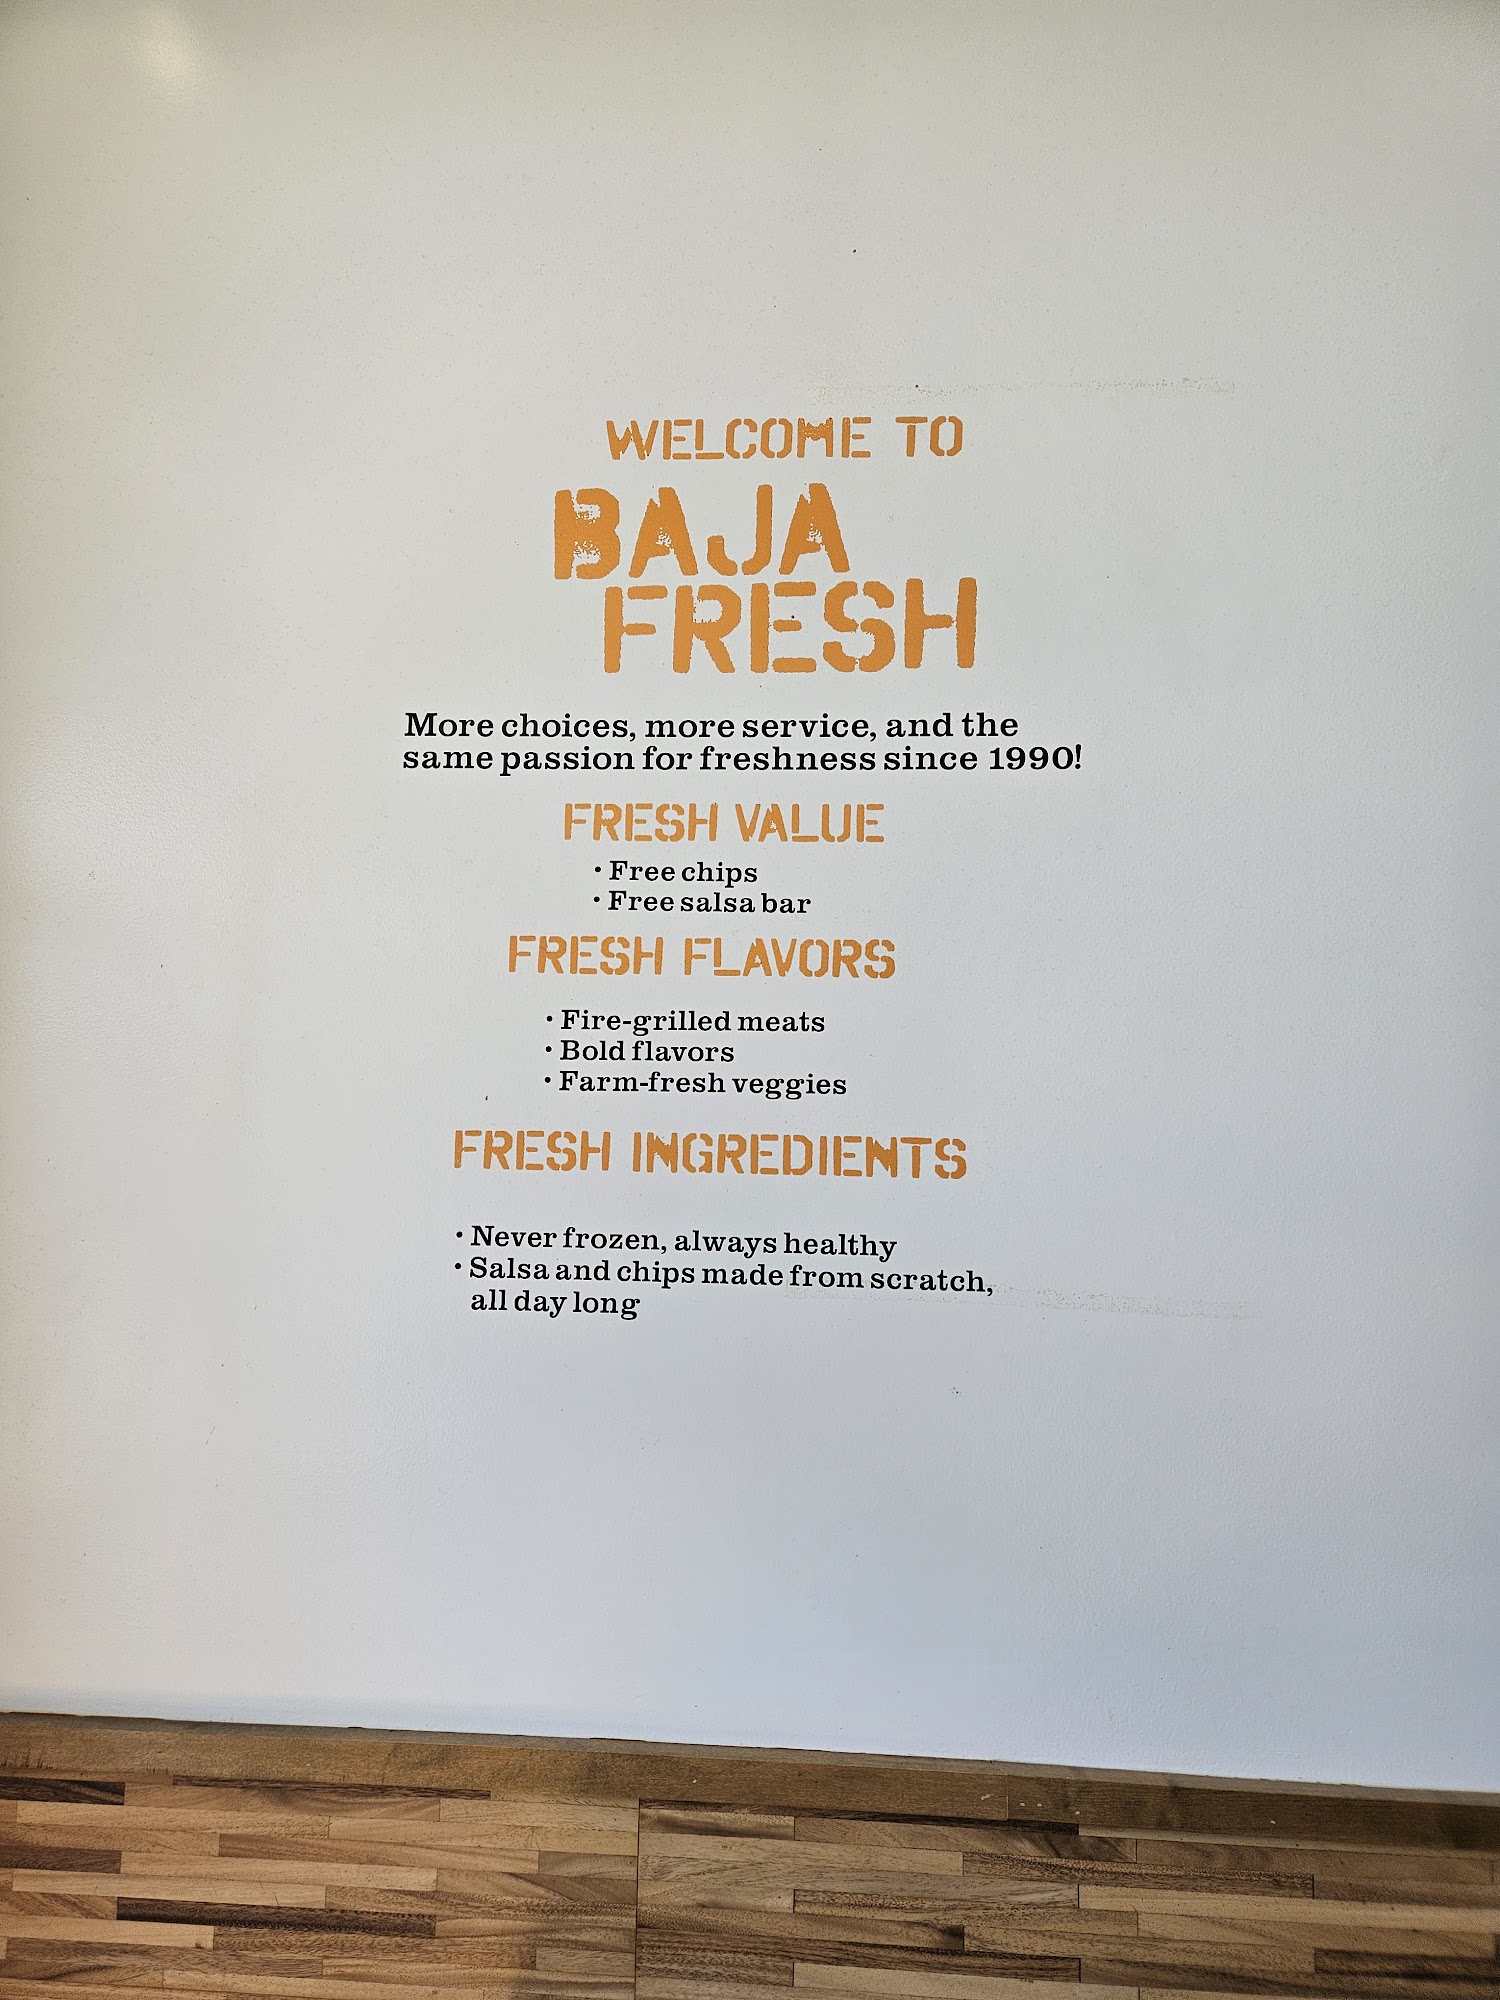 WELCOME TO
BAJA
FRESH
More choices, more service, and the
same passion for freshness since 1990!
FRESH VALUE
• Free chips
• Free salsa bar
FRESH FLAVORS
• Fire-grilled meats
• Bold flavors
• Farm-fresh veggies
FRESH INGREDIENTS
• Never frozen, always healthy
• Salsa and chips made from scratch,
all day long